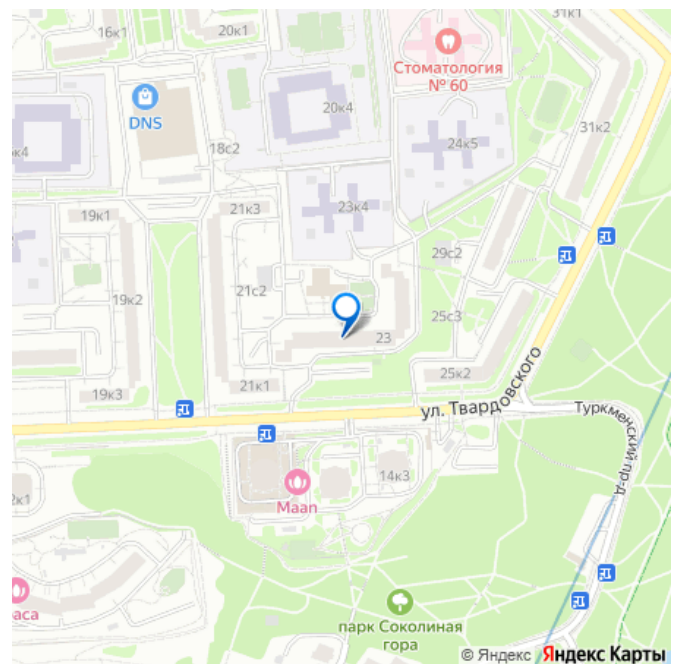 16к1
20к1
31к1
Стоматология
№ 60
DNS
20к4
18с2
24к5
31к2
к4
23к4
19к1
21к3
29с2
19к2
21с2
25с3
23
25к2
19к3
21к1
ул. Твардовского
Туркменский пр-д
14к3
Maan
2к1
аса
парк Соколиная
гора
© Яндекс Яндекс Карты